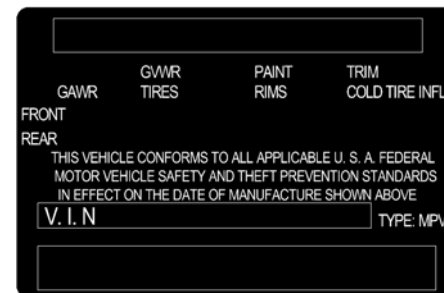 GVWR PAINT TRIM
GAWR TIRES RIMS COLD TIRE INFL
FRONT
REAR
THIS VEHICLE CONFORMS TO ALL APPLICABLE U. S. A. FEDERAL
MOTOR VEHICLE SAFETY AND THEFT PREVENTION STANDARDS
IN EFFECT ON THE DATE OF MANUFACTURE SHOWN ABOVE
V. I. N TYPE: MPV